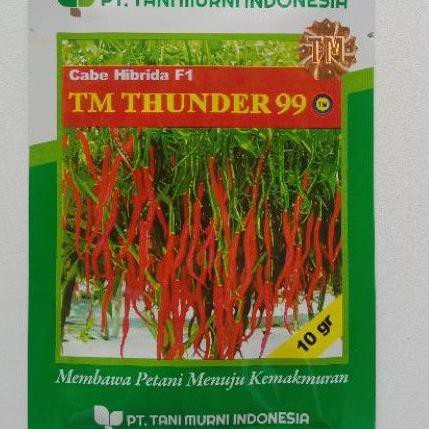 PT. TANI MURNI INDONESIA
TM
Cabe Hibrida F1
TM THUNDER 99 TM
10 gr
Membawa Petani Menuju Kemakmuran
PT. TANI MURNI INDONESIA